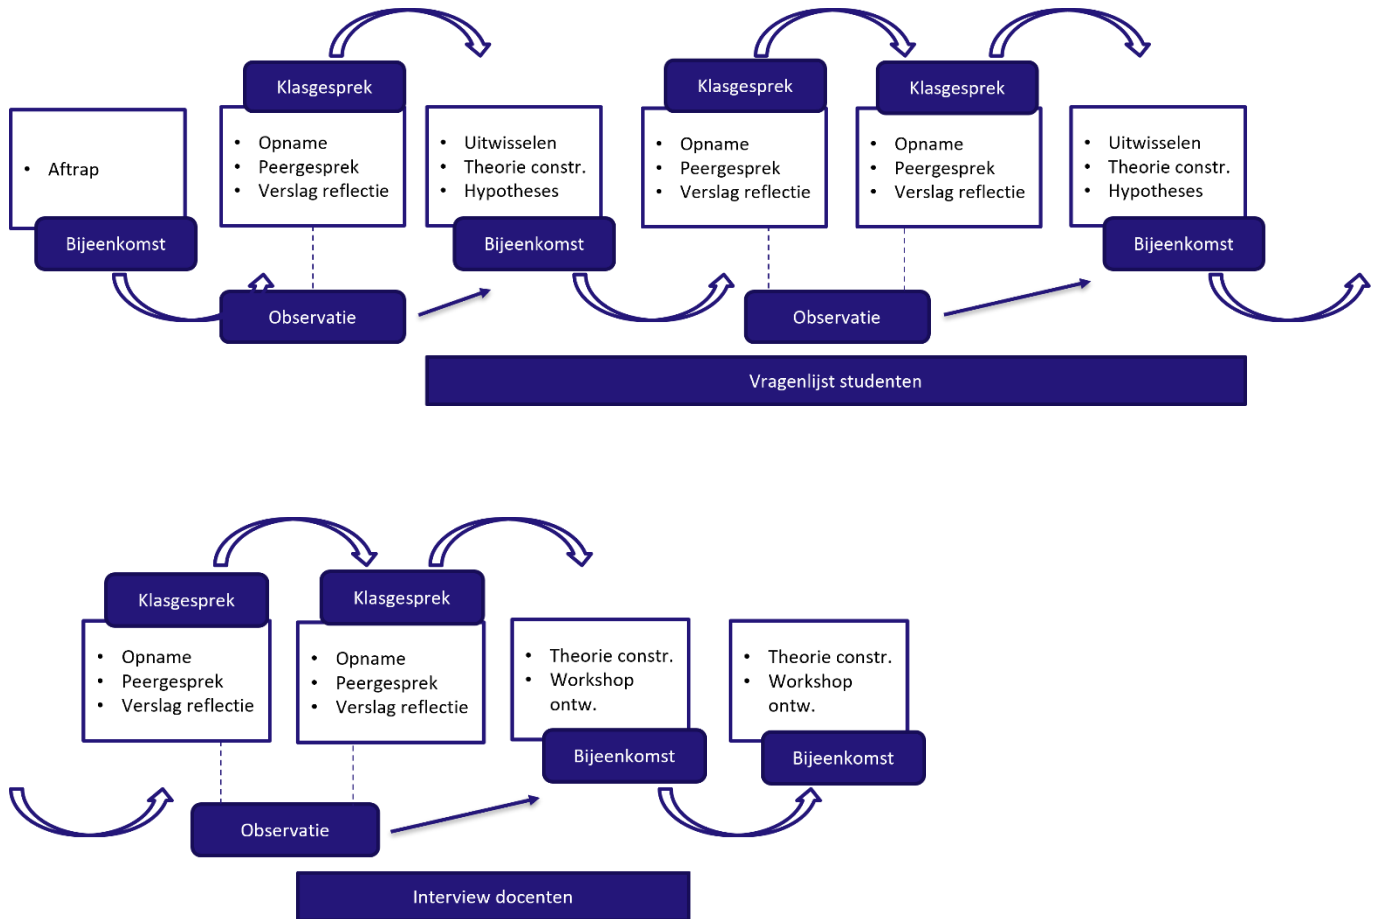 Aftrap
Bijeenkomst
Klasgesprek
Opname
Peergesprek
Verslag reflectie
Observatie
Uitwisselen
Theorie constr.
Hypotheses
Bijeenkomst
Klasgesprek
Opname
Peergesprek
Verslag reflectie
Klasgesprek
Opname
Peergesprek
Verslag reflectie
Observatie
Uitwisselen
Theorie constr.
Hypotheses
Bijeenkomst
Vragenlijst studenten
Klasgesprek
Opname
Peergesprek
Verslag reflectie
Klasgesprek
Opname
Peergesprek
Verslag reflectie
Observatie
Theorie constr.
Workshop
ontw.
Bijeenkomst
Theorie constr.
Workshop
ontw.
Bijeenkomst
Interview docenten